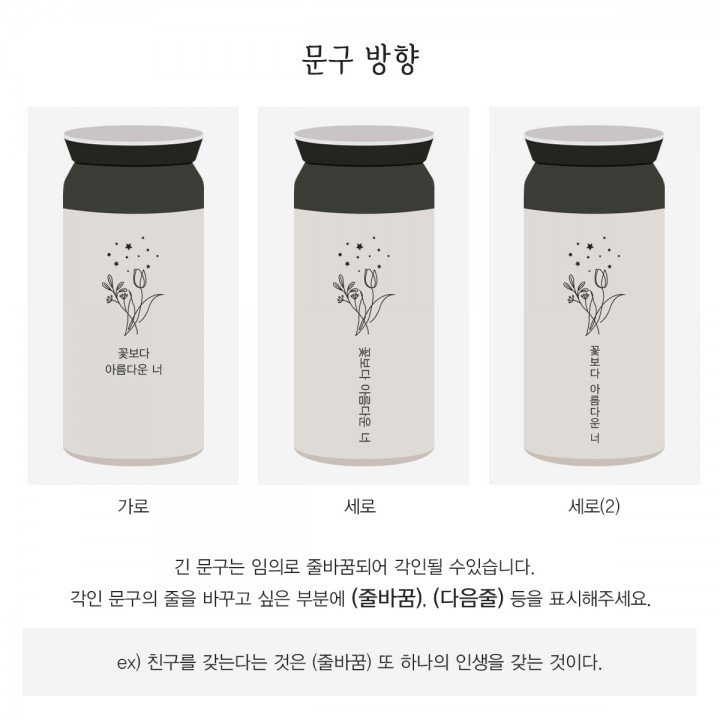 문구 방향
꽃보다
아름다운 너
꽃보다 아름다운 너
꽃보다 아름다운 너
가로
세로
세로(2)
긴 문구는 임의로 줄바꿈되어 각인될 수있습니다.
각인 문구의 줄을 바꾸고 싶은 부분에 (줄바꿈), (다음줄) 등을 표시해주세요.
ex) 친구를 갖는다는 것은 (줄바꿈) 또 하나의 인생을 갖는 것이다.